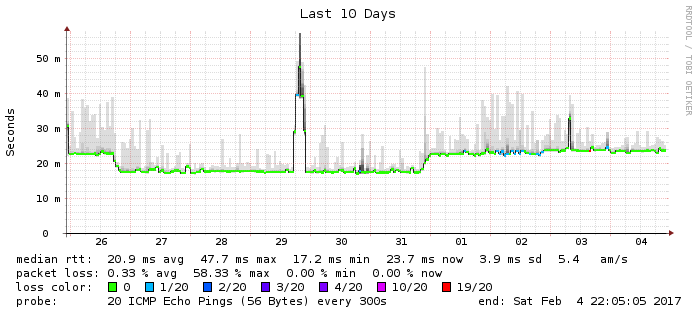 Last 10 Days
RRDTOOL / TOBI OETIKER
Seconds
50 m
40 m
30 m
20 m
10 m
0
26 27 28 29 30 31 01 02 03 04
median rtt: 20.9 ms avg 47.7 ms max 17.2 ms min 23.7 ms now 3.9 ms sd 5.4 am/s
packet loss: 0.33 % avg 58.33 % max 0.00 % min 0.00 % now
loss color: 0 1/20 2/20 3/20 4/20 10/20 19/20
probe: 20 ICMP Echo Pings (56 Bytes) every 300s end: Sat Feb 4 22:05:05 2017